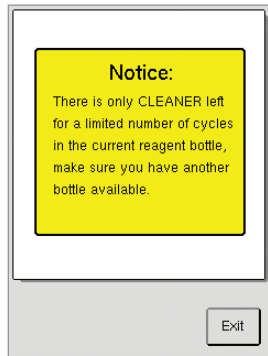 Notice:
There is only CLEANER left
for a limited number of cycles
in the current reagent bottle,
make sure you have another
bottle available.
Exit